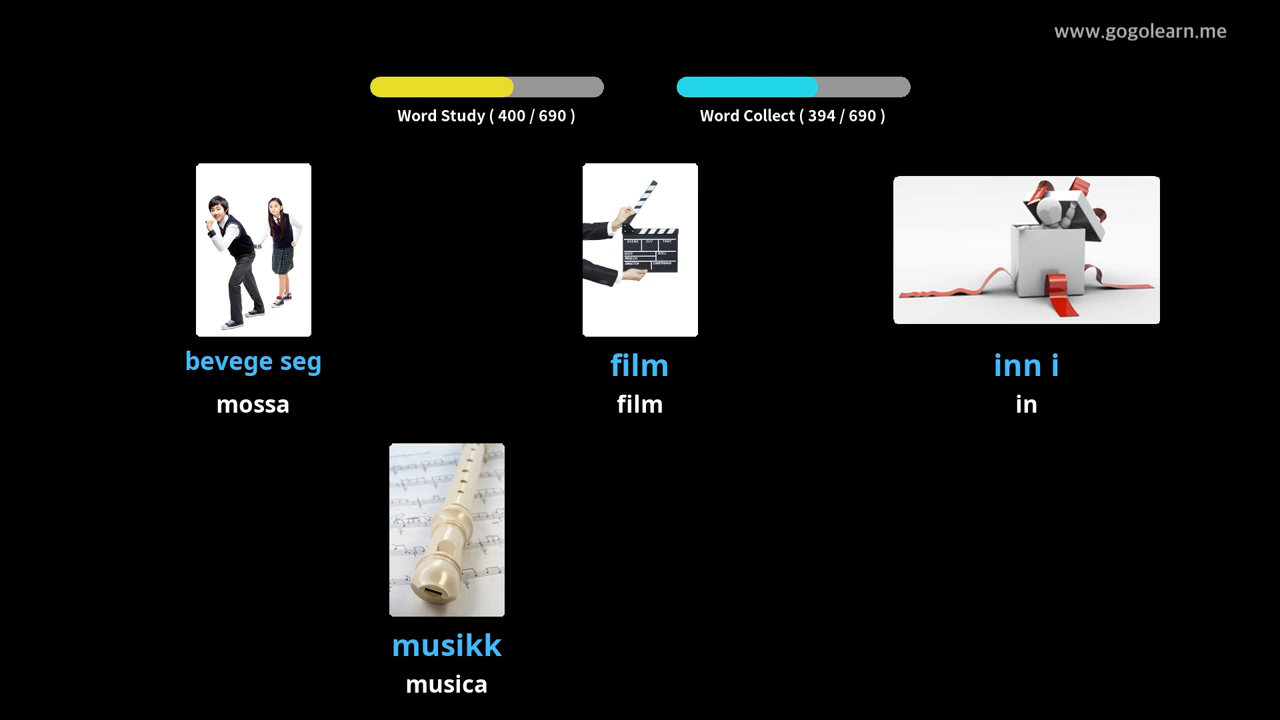 www.gogolearn.me
Word Study ( 400 / 690 )
Word Collect ( 394 / 690 )
bevege seg
film
inn i
mossa
film
in
musikk
musica